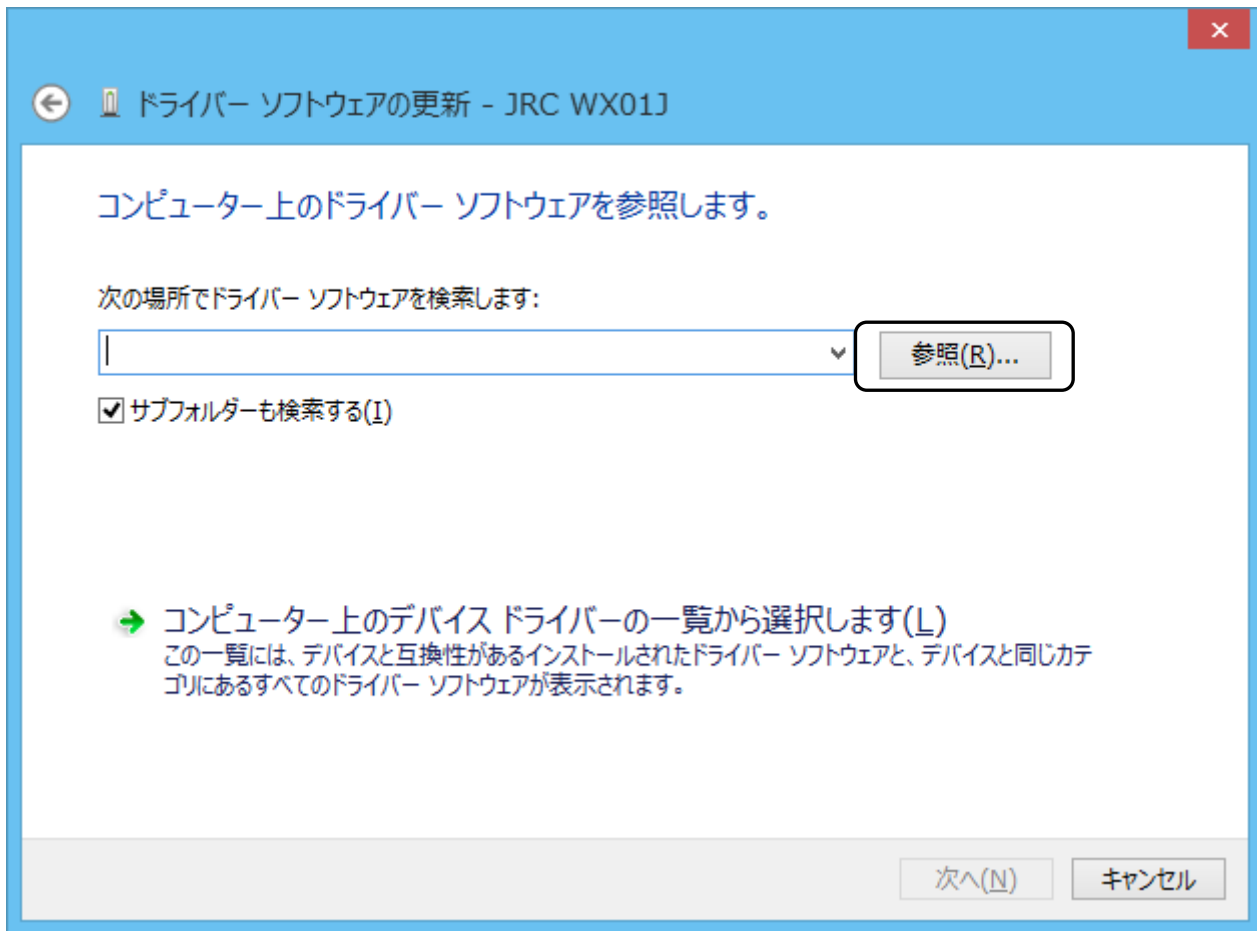 ドライバー ソフトウェアの更新 - JRC WX01J
コンピューター上のドライバー ソフトウェアを参照します。
次の場所でドライバー ソフトウェアを検索します:
参照(R)...
サブフォルダーも検索する(I)
コンピューター上のデバイス ドライバーの一覧から選択します(L)
この一覧には、デバイスと互換性があるインストールされたドライバー ソフトウェアと、デバイスと同じカテ
ゴリにあるすべてのドライバー ソフトウェアが表示されます。
次へ(N)
キャンセル